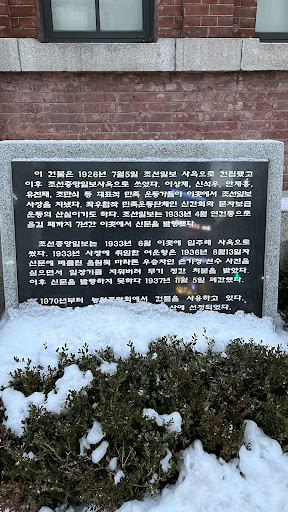 이 건물은 1926년 7월5일 조선일보 사옥으로 건립됐고
이후 조선중앙일보사옥으로 쓰였다. 이상재, 신석우, 안재홍,
유진태, 조만식 등 대표적 민족 운동가들이 이곳에서 조선일보
사장을 지냈다. 좌우합작 민족운동단체인 신간회와 문자보급
운동의 산실이기도 하다. 조선일보는 1933년 4월 연건동으로
옮길 때까지 7년간 이곳에서 신문을 발행했다.
조선중앙일보는 1933년 6월 이곳에 입주해 사옥으로
썼다. 1933년 사장에 취임한 여운형은 1936년 8월13일자
신문에 베를린 올림픽 마라톤 우승자인 손기정 선수 사진을
실으면서 일장기를 지워버려 무기 정간 처분을 받았다.
이후 신문을 발행하지 못하다 1937년 11월 5일 폐간했다.
1970년부터 건물을 사용하고 있다.
선정되었다.